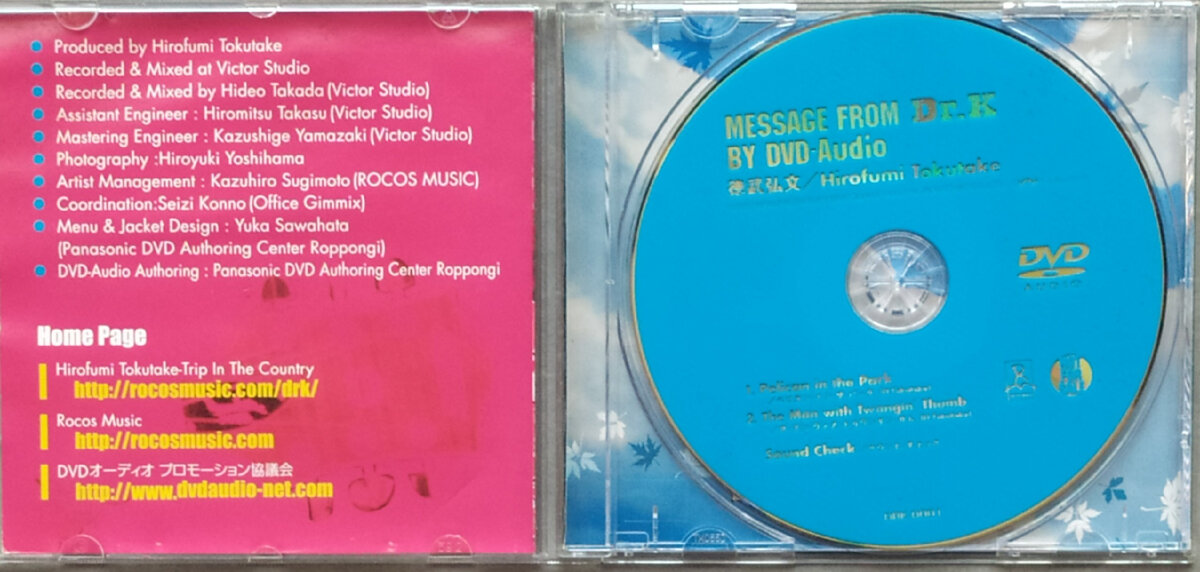 Produced by Hirofumi Tokutake
Recorded & Mixed at Victor Studio
Recorded & Mixed by Hideo Takada (Victor Studio)
Assistant Engineer : Hiromitsu Takasu (Victor Studio)
Mastering Engineer : Kazushige Yamazaki (Victor Studio)
Photography :Hiroyuki Yoshihama
Artist Management : Kazuhiro Sugimoto (ROCOS MUSIC)
Coordination:Seizi Konno (Office Gimmix)
Menu & Jacket Design : Yuka Sawahata
(Panasonic DVD Authoring Center Roppongi)
DVD-Audio Authoring : Panasonic DVD Authoring Center Roppongi
Home Page
Hirofumi Tokutake-Trip In The Country
http://rocosmusic.com/drk/
Rocos Music
http://rocosmusic.com
DVDオーディオ プロモーション協議会
http://www.dvdaudio-net.com
MESSAGE FROM Dr.K
BY DVD-Audio
徳武弘文/Hirofumi Tokutake
DVD
AUDIO
1. Pelican in the Park
2. The Man with Twangin' Thumb
Sound Check